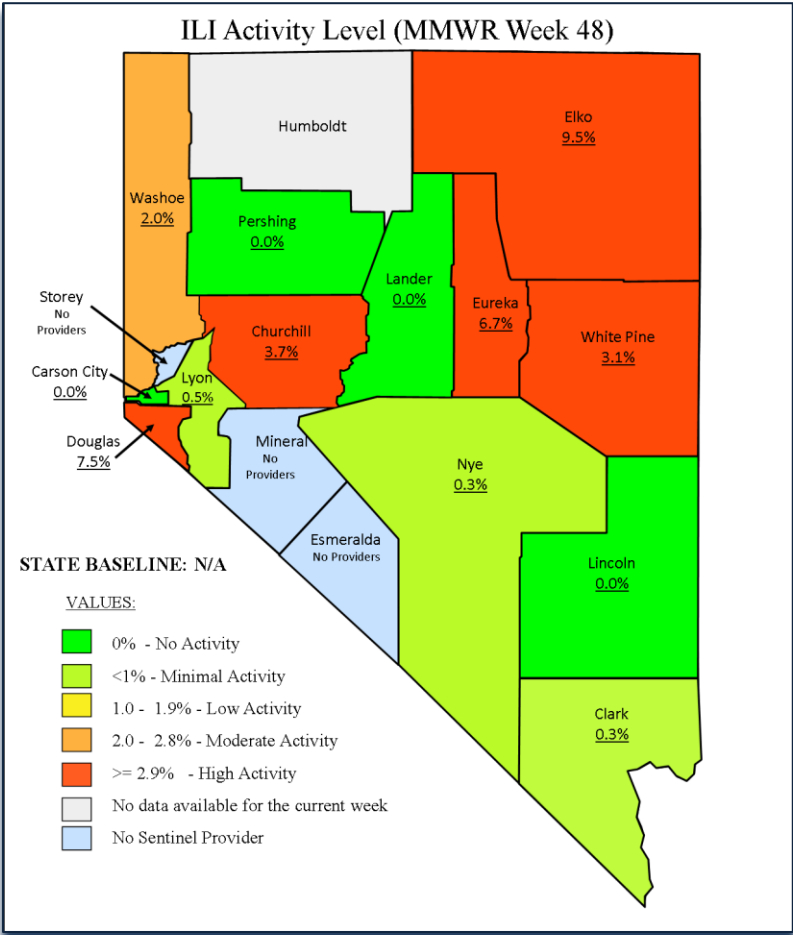 ILI Activity Level (MMWR Week 48)
Humboldt
Elko
9.5%
Washoe
2.0%
Pershing
0.0%
Lander
0.0%
Eureka
6.7%
White Pine
3.1%
Storey
No
Providers
Churchill
3.7%
Carson City
0.0%
Lyon
0.5%
Douglas
7.5%
Mineral
No
Providers
Nye
0.3%
Esmeralda
No Providers
Lincoln
0.0%
Clark
0.3%
STATE BASELINE: N/A
VALUES:
0% - No Activity
<1% - Minimal Activity
1.0 - 1.9% - Low Activity
2.0 - 2.8% - Moderate Activity
>= 2.9% - High Activity
No data available for the current week
No Sentinel Provider